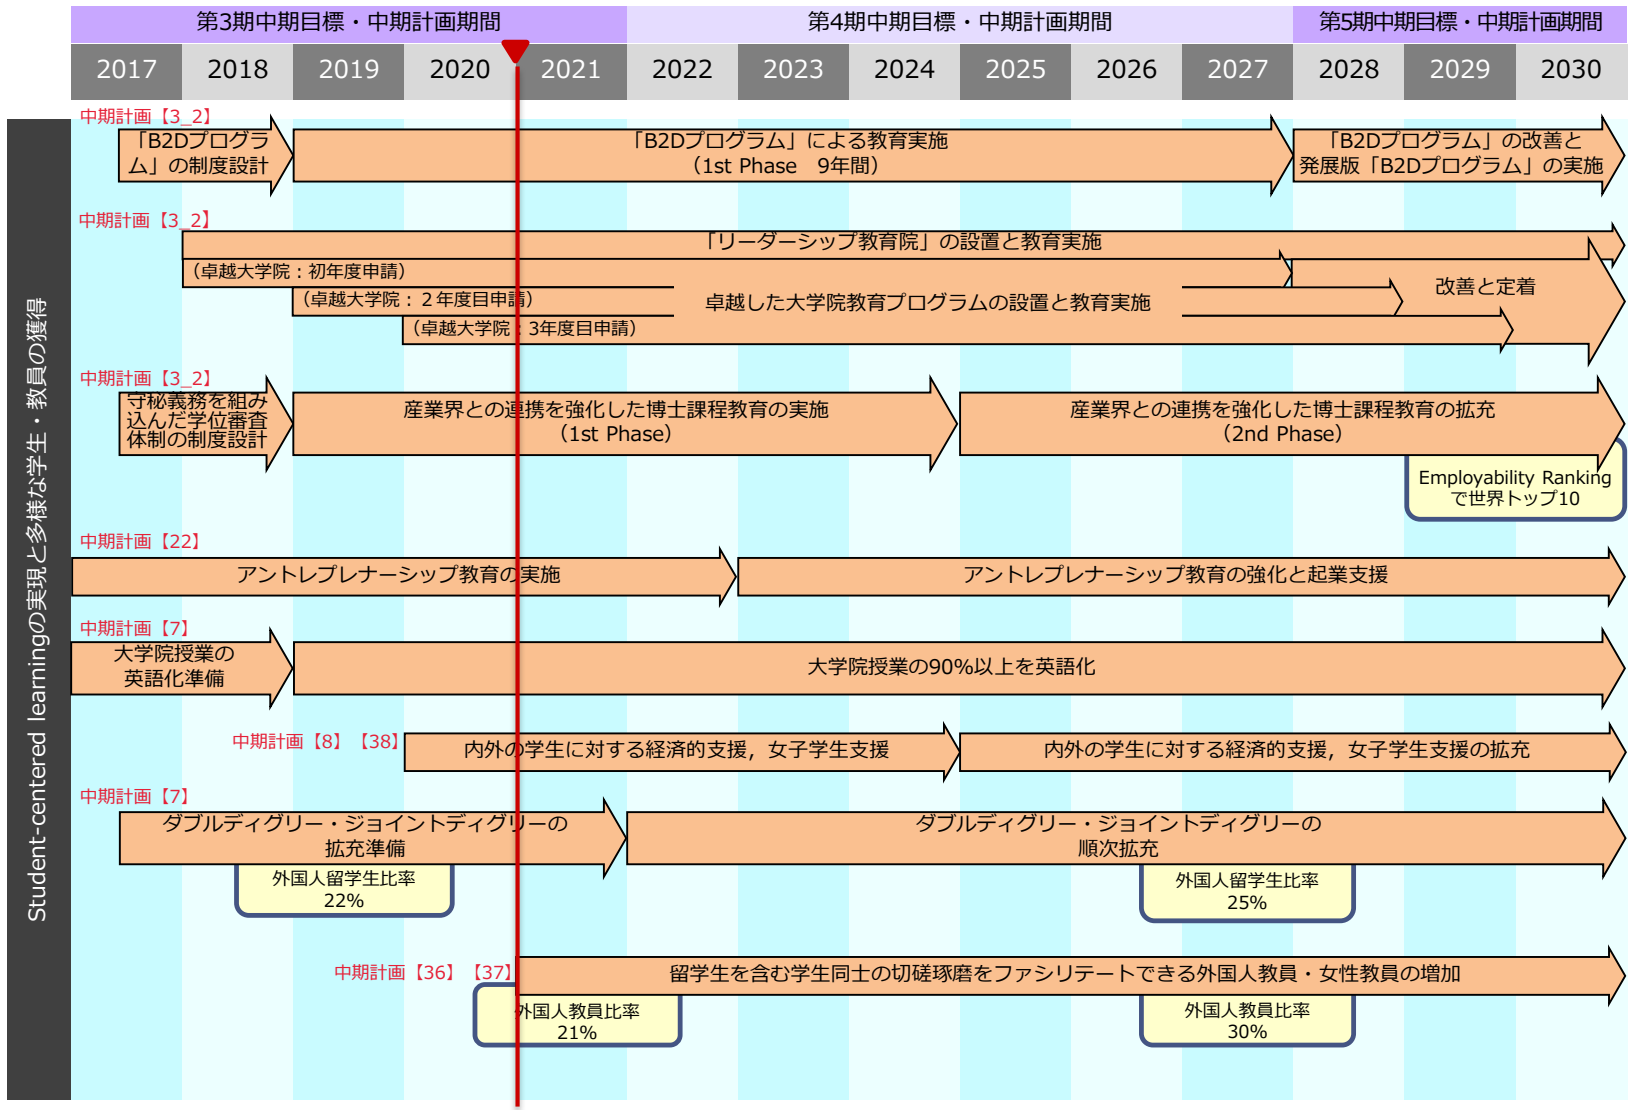 第3期中期目標・中期計画期間
第4期中期目標・中期計画期間
第5期中期目標・中期計画期間
2017
2018
2019
2020
2021
2022
2023
2024
2025
2026
2027
2028
2029
2030
Student-centered learningの実現と多様な学生・教員の獲得
中期計画【3_2】
「B2Dプログラ
ム」の制度設計
「B2Dプログラム」による教育実施
（1st Phase　9年間）
「B2Dプログラム」の改善と
発展版「B2Dプログラム」の実施
中期計画【3_2】
「リーダーシップ教育院」の設置と教育実施
（卓越大学院：初年度申請）
（卓越大学院：２年度目申請）
（卓越大学院：3年度目申請）
卓越した大学院教育プログラムの設置と教育実施
改善と定着
中期計画【3_2】
守秘義務を組み
込んだ学位審査
体制の制度設計
産業界との連携を強化した博士課程教育の実施
（1st Phase）
産業界との連携を強化した博士課程教育の拡充
（2nd Phase）
Employability Ranking
で世界トップ10
中期計画【22】
アントレプレナーシップ教育の実施
アントレプレナーシップ教育の強化と起業支援
中期計画【7】
大学院授業の
英語化準備
大学院授業の90%以上を英語化
中期計画【8】【38】
内外の学生に対する経済的支援，女子学生支援
内外の学生に対する経済的支援，女子学生支援の拡充
中期計画【7】
ダブルディグリー・ジョイントディグリーの
拡充準備
ダブルディグリー・ジョイントディグリーの
順次拡充
外国人留学生比率
22%
外国人留学生比率
25%
中期計画【36】【37】
留学生を含む学生同士の切磋琢磨をファシリテートできる外国人教員・女性教員の増加
外国人教員比率
21%
外国人教員比率
30%